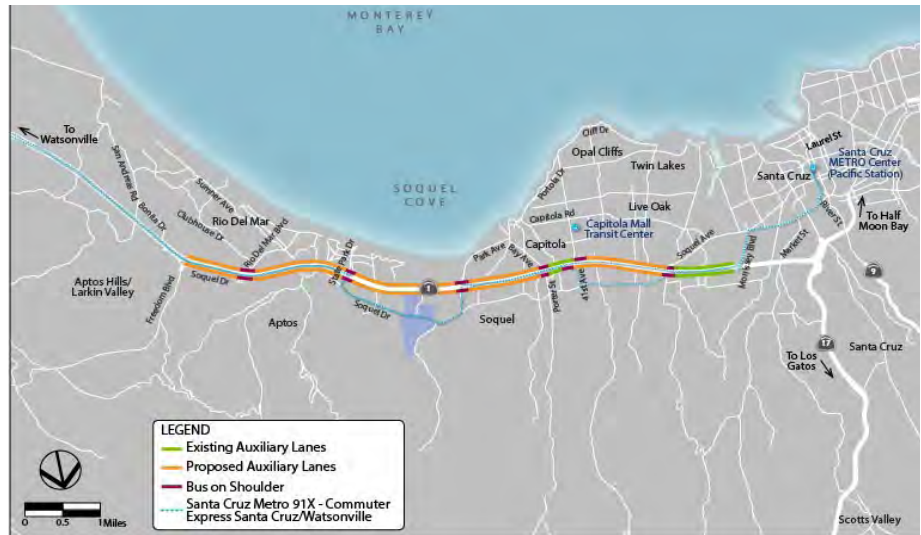 MONTEREY
BAY
To
Watsonville
San Andreas Rd
Bonita Dr
Sumner Ave
Clubhouse Dr
Rio Del Mar
Rio Del Mar Blvd
Aptos Hills/
Larkin Valley
Freedom Blvd
Soquel Dr
Aptos
State Park Dr
Soquel Dr
SOQUEL
COVE
1
Park Ave
Bay Ave
Soquel
Porter St
41st Ave
Capitola
Capitola Rd
Portola Dr
Cliff Dr
Opal Cliffs
Twin Lakes
Live Oak
Capitola Mall
Transit Center
Soquel Ave
Morrissey Blvd
Market St
River St
Laurel St
Santa Cruz
Santa Cruz
METRO Center
(Pacific Station)
To Half
Moon Bay
9
Santa Cruz
17
To Los
Gatos
Scotts Valley
LEGEND
Existing Auxiliary Lanes
Proposed Auxiliary Lanes
Bus on Shoulder
Santa Cruz Metro 91X - Commuter
Express Santa Cruz/Watsonville
0 0.5 1 Miles